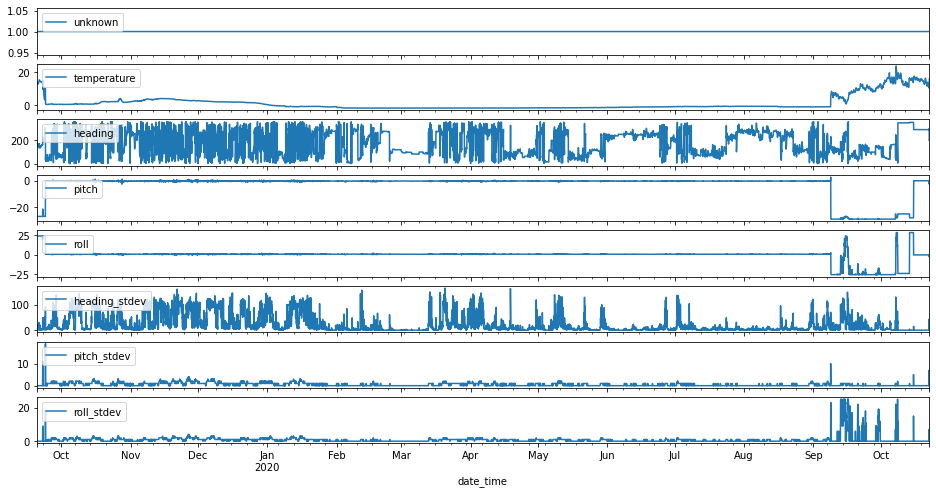 1.05
1.00
0.95
unknown
20
0
temperature
200
0
heading
0
−20
pitch
25
0
−25
roll
100
0
heading_stdev
10
0
pitch_stdev
20
0
roll_stdev
Oct Nov Dec Jan Feb Mar Apr May Jun Jul Aug Sep Oct
2020
date_time